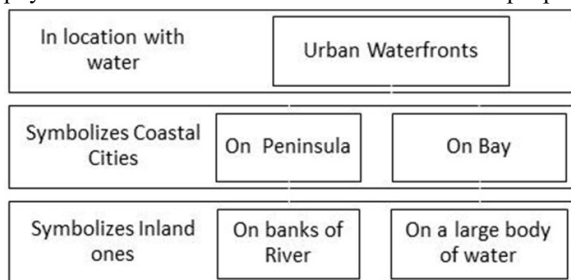 In location with
water
Urban Waterfronts
Symbolizes Coastal
Cities
On Peninsula
On Bay
Symbolizes Inland
ones
On banks of
River
On a large body
of water